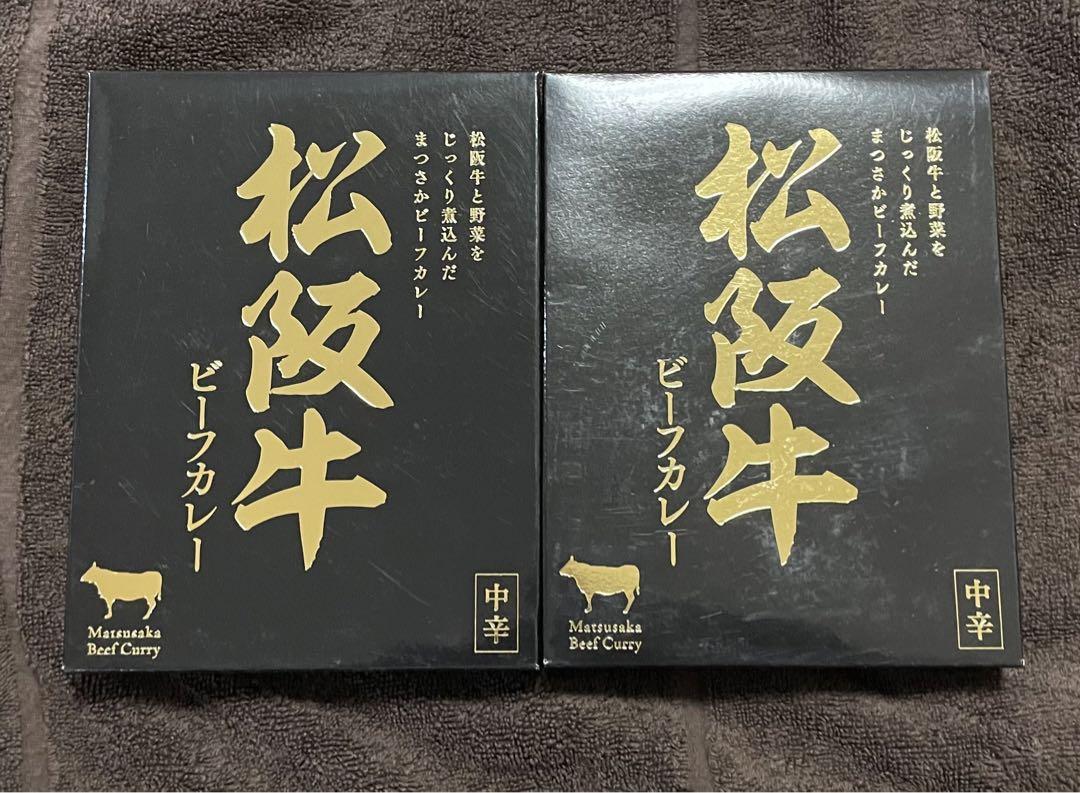 松阪牛と野菜を
じっくり煮込んだ
まつさかビーフカレー
松阪牛
ビーフカレー
Matsusaka
Beef Curry
中辛
松阪牛と野菜を
じっくり煮込んだ
まつさかビーフカレー
松阪牛
ビーフカレー
Matsusaka
Beef Curry
中辛